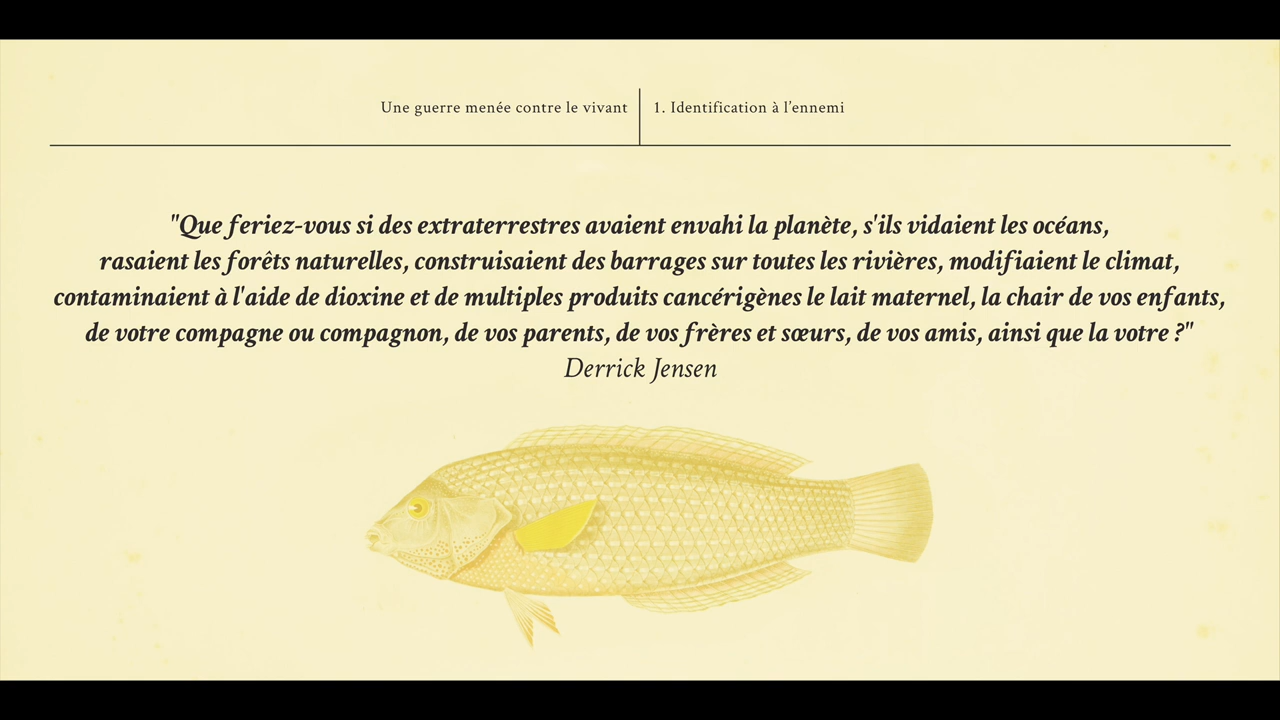 Une guerre menée contre le vivant
1. Identification à l'ennemi
"Que feriez-vous si des extraterrestres avaient envahi la planète, s'ils vidaient les océans,
rasaient les forêts naturelles, construisaient des barrages sur toutes les rivières, modifiaient le climat,
contaminaient à l'aide de dioxine et de multiples produits cancérigènes le lait maternel, la chair de vos enfants,
de votre compagne ou compagnon, de vos parents, de vos frères et sœurs, de vos amis, ainsi que la votre ?"
Derrick Jensen